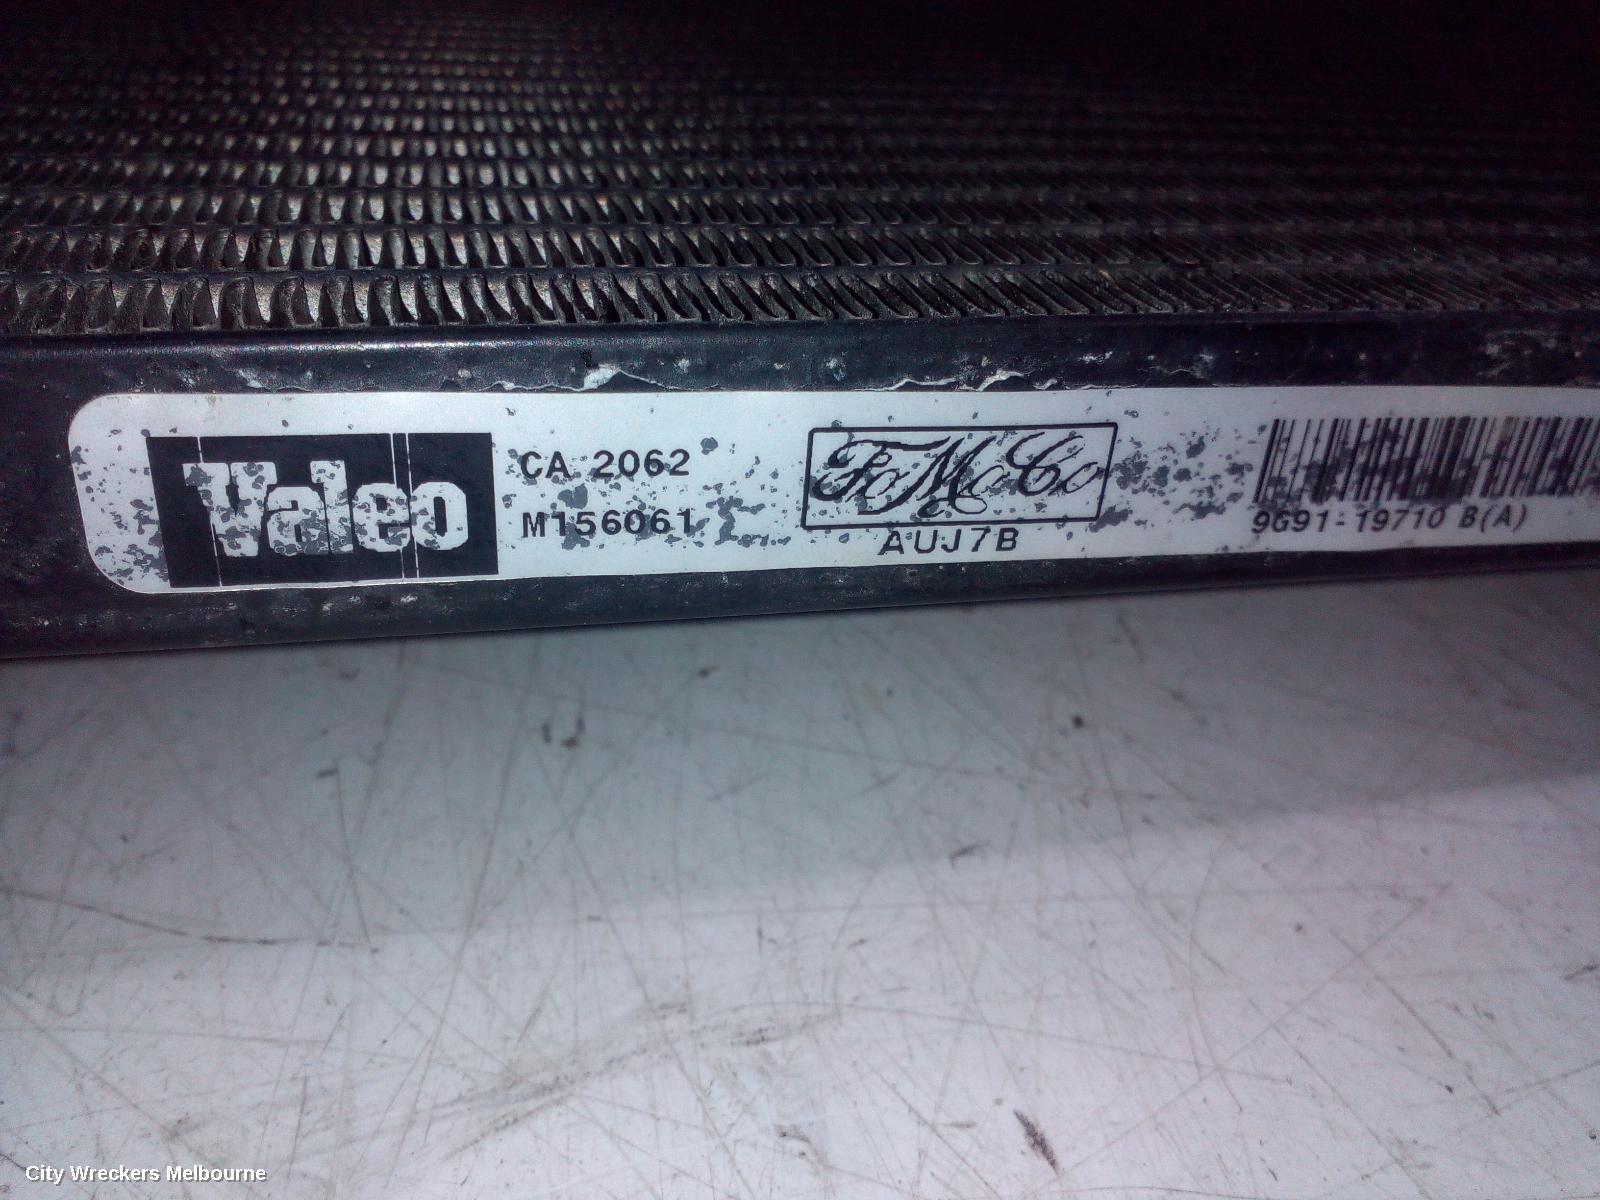 Valeo
CA 2062
M156061
FoMoCo
AUJ7B
9G91-19710 B(A)
City Wreckers Melbourne